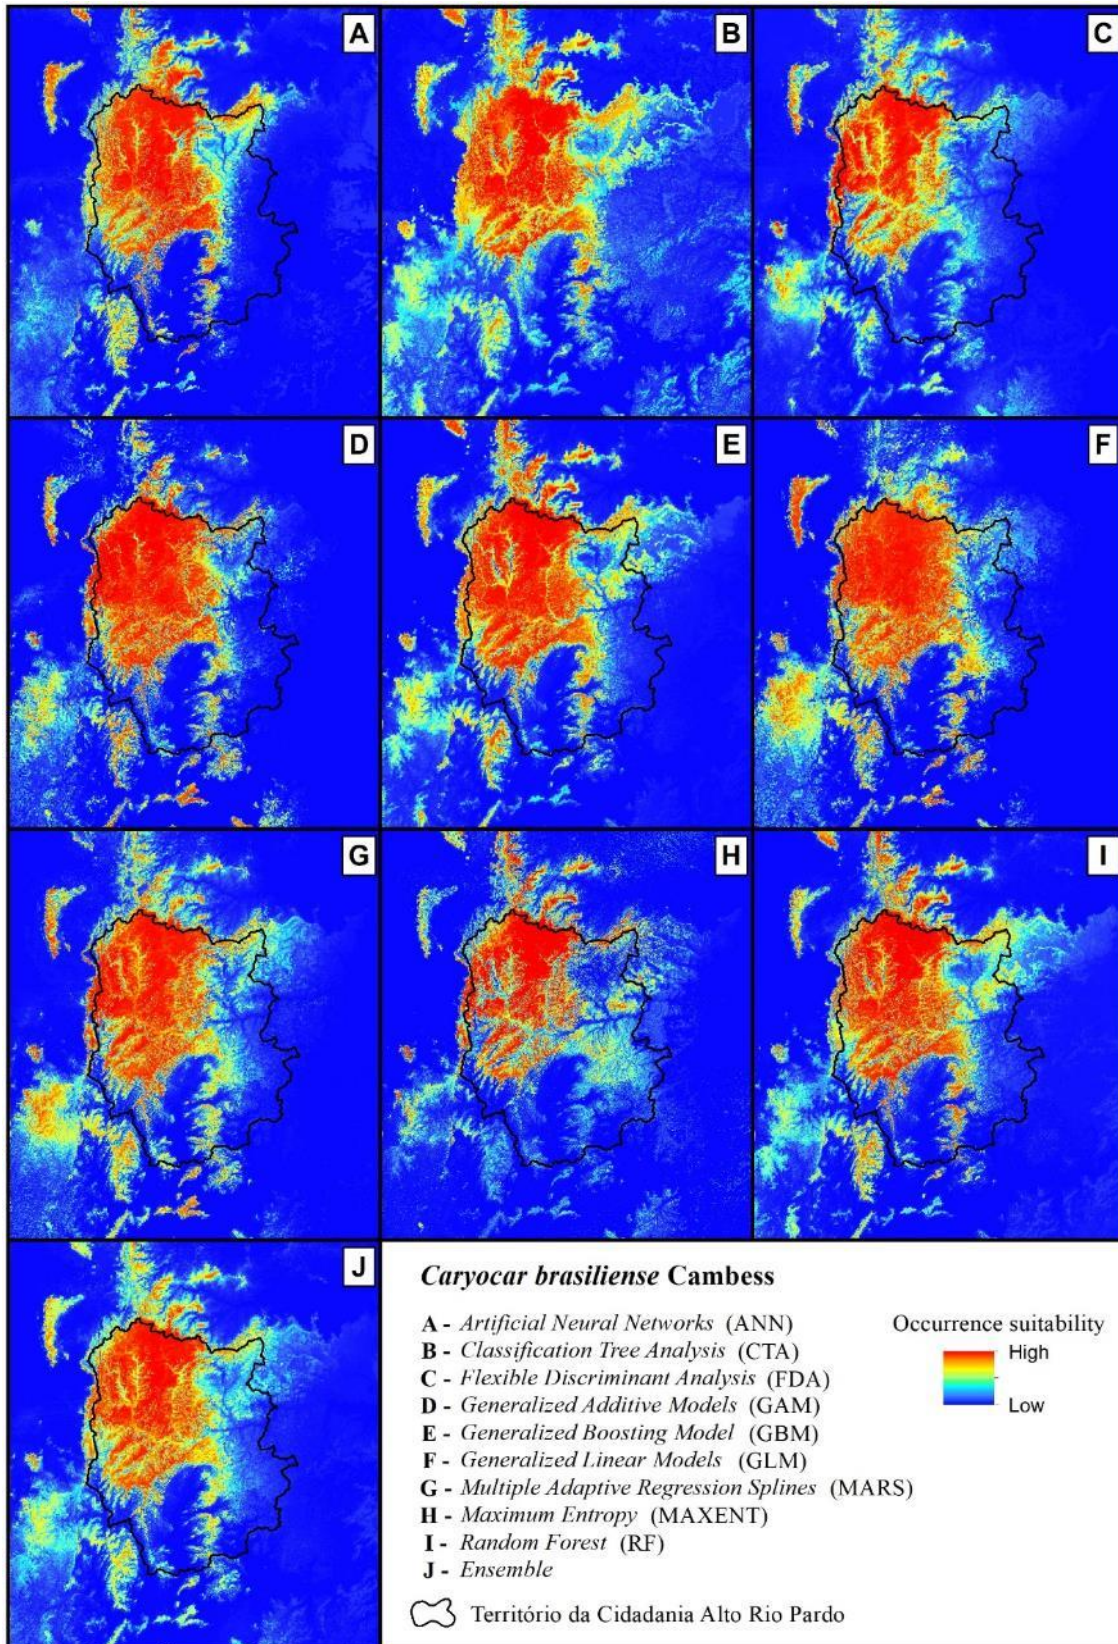 A
B
C
D
E
F
G
H
I
J
Caryocar brasiliense Cambess
A - Artificial Neural Networks (ANN)
B - Classification Tree Analysis (CTA)
C - Flexible Discriminant Analysis (FDA)
D - Generalized Additive Models (GAM)
E - Generalized Boosting Model (GBM)
F - Generalized Linear Models (GLM)
G - Multiple Adaptive Regression Splines (MARS)
H - Maximum Entropy (MAXENT)
I - Random Forest (RF)
J - Ensemble
Território da Cidadania Alto Rio Pardo
Occurrence suitability
High
Low